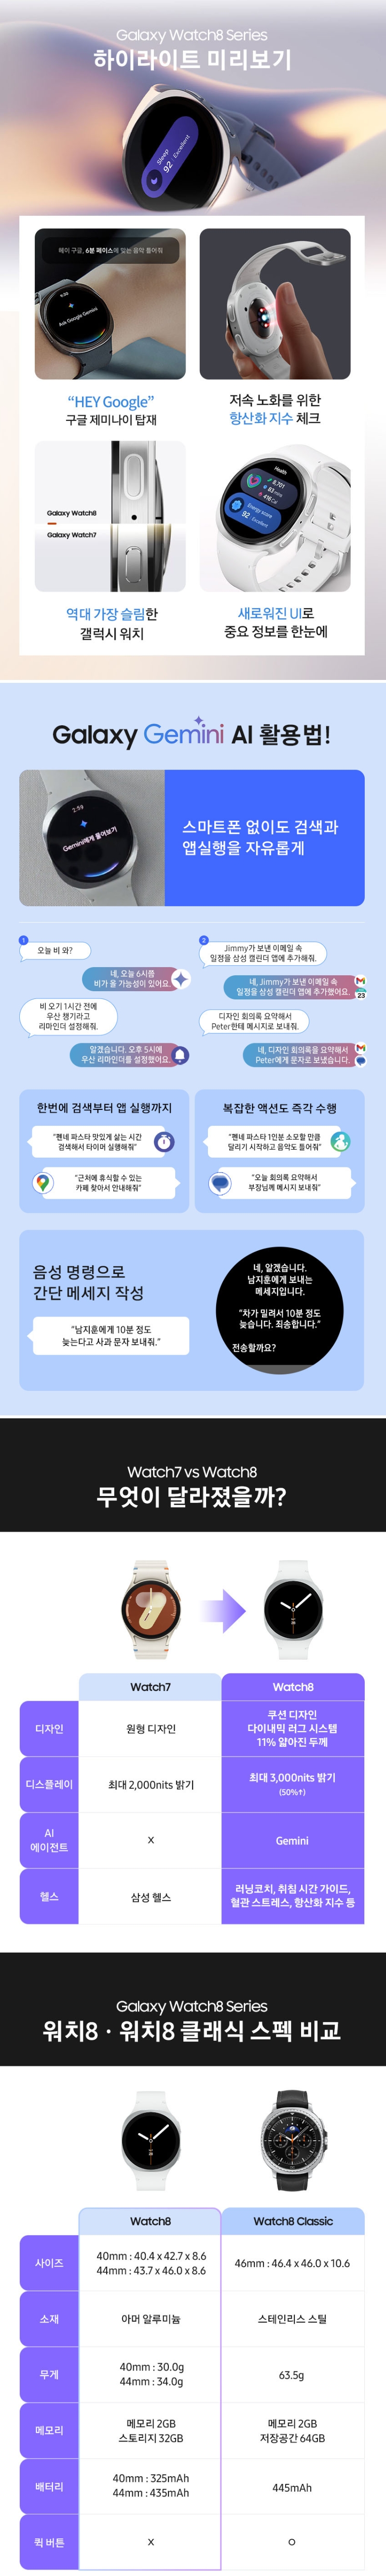 Galaxy Watch8 Series
하이라이트 미리보기
Sleep
92 Excellent
헤이 구글, 6분 페이스에 맞는 음악 틀어줘
Ask Google Gemini
"HEY Google"
구글 제미나이 탑재
저속 노화를 위한
항산화 지수 체크
Galaxy Watch8
Galaxy Watch7
Health
6,701
83 mins
416 Cal
Energy score
92 Excellent
역대 가장 슬림한
갤럭시 워치
새로워진 UI로
중요 정보를 한눈에
Galaxy Gemini AI 활용법!
2:59
Gemini에게 물어보기
스마트폰 없이도 검색과
앱실행을 자유롭게
1
오늘 비 와?
네, 오늘 6시쯤
비가 올 가능성이 있어요.
비 오기 1시간 전에
우산 챙기라고
리마인더 설정해줘.
알겠습니다. 오후 5시에
우산 리마인더를 설정했어요.
2
Jimmy가 보낸 이메일 속
일정을 삼성 캘린더 앱에 추가해줘.
네, Jimmy가 보낸 이메일 속
일정을 삼성 캘린더 앱에 추가했어요.
23
디자인 회의록 요약해서
Peter한테 메시지로 보내줘.
네, 디자인 회의록을 요약해서
Peter에게 문자로 보냈습니다.
한번에 검색부터 앱 실행까지
"펜네 파스타 맛있게 삶는 시간
검색해서 타이머 실행해줘"
"근처에 휴식할 수 있는
카페 찾아서 안내해줘"
복잡한 액션도 즉각 수행
"펜네 파스타 1인분 소모할 만큼
달리기 시작하고 음악도 틀어줘"
"오늘 회의록 요약해서
부장님께 메시지 보내줘"
음성 명령으로
간단 메세지 작성
"남지훈에게 10분 정도
늦는다고 사과 문자 보내줘."
네, 알겠습니다.
남지훈에게 보내는
메세지입니다.
"차가 밀려서 10분 정도
늦습니다. 죄송합니다."
전송할까요?
Watch7 vs Watch8
무엇이 달라졌을까?
Watch7
Watch8
디자인
원형 디자인
쿠션 디자인
다이내믹 러그 시스템
11% 얇아진 두께
디스플레이
최대 2,000nits 밝기
최대 3,000nits 밝기
(50%↑)
AI
에이전트
X
Gemini
헬스
삼성 헬스
러닝코치, 취침 시간 가이드,
혈관 스트레스, 항산화 지수 등
Galaxy Watch8 Series
워치8 · 워치8 클래식 스펙 비교
Watch8
Watch8 Classic
사이즈
40mm : 40.4 x 42.7 x 8.6
44mm : 43.7 x 46.0 x 8.6
46mm : 46.4 x 46.0 x 10.6
소재
아머 알루미늄
스테인리스 스틸
무게
40mm : 30.0g
44mm : 34.0g
63.5g
메모리
메모리 2GB
스토리지 32GB
메모리 2GB
저장공간 64GB
배터리
40mm : 325mAh
44mm : 435mAh
445mAh
퀵 버튼
X
O